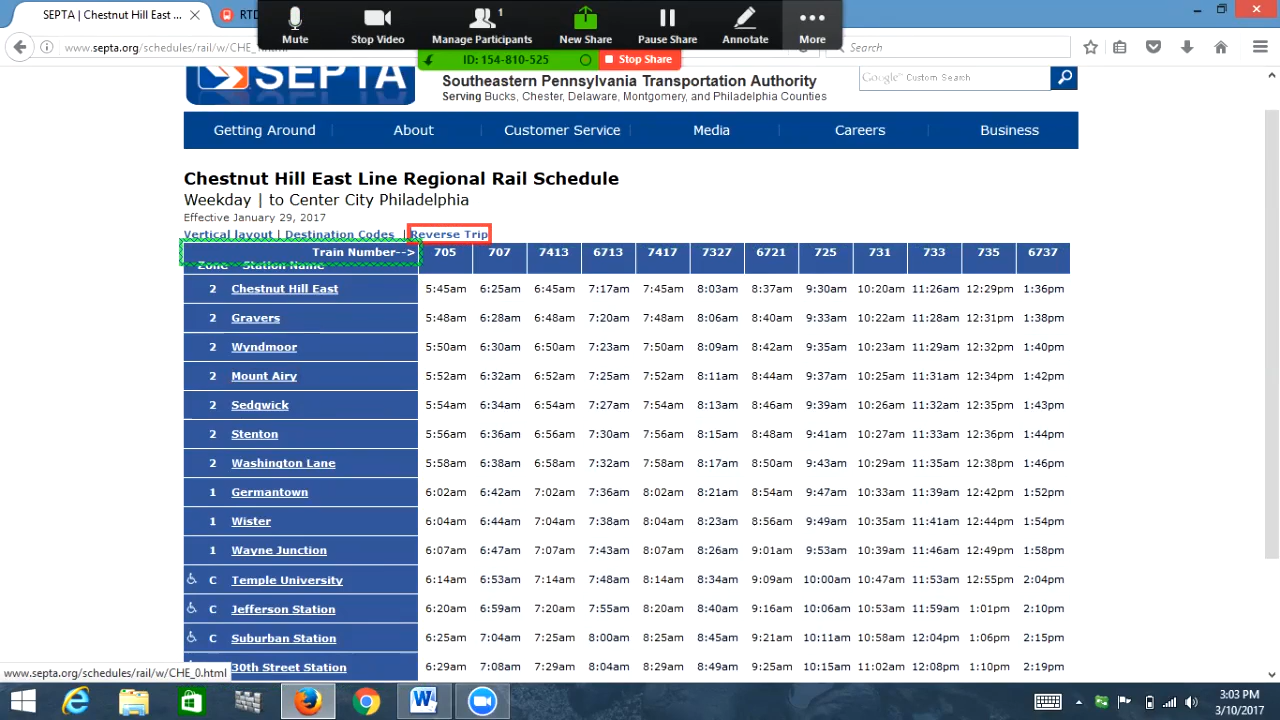 SEPTA | Chestnut Hill East ... × RTD
Mute Stop Video 1 Manage Participants New Share Pause Share Annotate More
ID: 154-810-525 Stop Share
www.septa.org/schedules/rail/w/CHE_ Search
SEPTA Southeastern Pennsylvania Transportation Authority
Serving Bucks, Chester, Delaware, Montgomery, and Philadelphia Counties
Google Custom Search
Getting Around | About | Customer Service | Media | Careers | Business
Chestnut Hill East Line Regional Rail Schedule
Weekday | to Center City Philadelphia
Effective January 29, 2017
Vertical layout | Destination Codes | Reverse Trip
Train Number--> 705 707 7413 6713 7417 7327 6721 725 731 733 735 6737
Zone Station Name
2 Chestnut Hill East 5:45am 6:25am 6:45am 7:17am 7:45am 8:03am 8:37am 9:30am 10:20am 11:26am 12:29pm 1:36pm
2 Gravers 5:48am 6:28am 6:48am 7:20am 7:48am 8:06am 8:40am 9:33am 10:22am 11:28am 12:31pm 1:38pm
2 Wyndmoor 5:50am 6:30am 6:50am 7:23am 7:50am 8:09am 8:42am 9:35am 10:23am 11:29am 12:32pm 1:40pm
2 Mount Airy 5:52am 6:32am 6:52am 7:25am 7:52am 8:11am 8:44am 9:37am 10:25am 11:31am 12:34pm 1:42pm
2 Sedgwick 5:54am 6:34am 6:54am 7:27am 7:54am 8:13am 8:46am 9:39am 10:26am 11:32am 12:35pm 1:43pm
2 Stenton 5:56am 6:36am 6:56am 7:30am 7:56am 8:15am 8:48am 9:41am 10:27am 11:33am 12:36pm 1:44pm
2 Washington Lane 5:58am 6:38am 6:58am 7:32am 7:58am 8:17am 8:50am 9:43am 10:29am 11:35am 12:38pm 1:46pm
1 Germantown 6:02am 6:42am 7:02am 7:36am 8:02am 8:21am 8:54am 9:47am 10:33am 11:39am 12:42pm 1:52pm
1 Wister 6:04am 6:44am 7:04am 7:38am 8:04am 8:23am 8:56am 9:49am 10:35am 11:41am 12:44pm 1:54pm
1 Wayne Junction 6:07am 6:47am 7:07am 7:43am 8:07am 8:26am 9:01am 9:53am 10:39am 11:46am 12:49pm 1:58pm
C Temple University 6:14am 6:53am 7:14am 7:48am 8:14am 8:34am 9:09am 10:00am 10:47am 11:53am 12:55pm 2:04pm
C Jefferson Station 6:20am 6:59am 7:20am 7:55am 8:20am 8:40am 9:16am 10:06am 10:53am 11:59am 1:01pm 2:10pm
C Suburban Station 6:25am 7:04am 7:25am 8:00am 8:25am 8:45am 9:21am 10:11am 10:58am 12:04pm 1:06pm 2:15pm
30th Street Station 6:29am 7:08am 7:29am 8:04am 8:29am 8:49am 9:25am 10:15am 11:02am 12:08pm 1:10pm 2:19pm
www.septa.org/schedules/rail/w/CHE_0.html
3:03 PM
3/10/2017